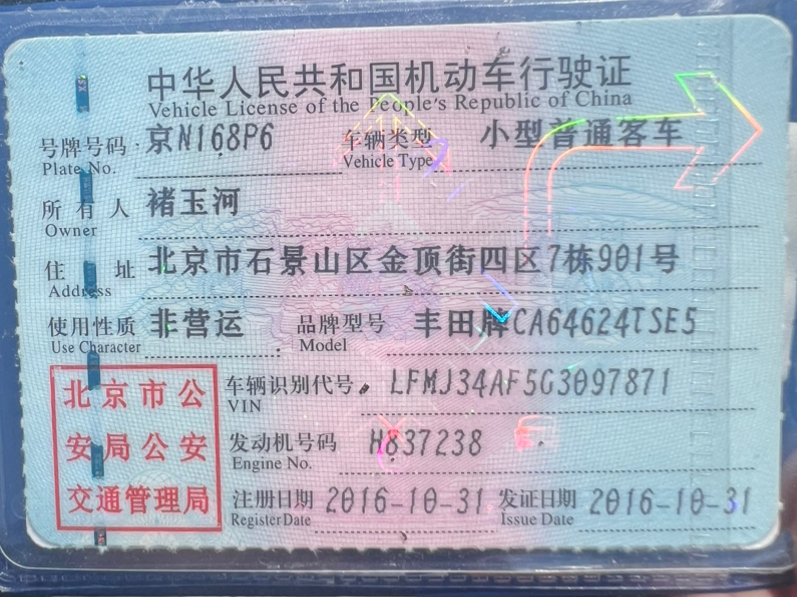 中华人民共和国机动车行驶证
Vehicle License of the People's Republic of China
号牌号码 京N168P6 车辆类型 小型普通客车
Plate No. Vehicle Type
所有人 褚玉河
Owner
住址 北京市石景山区金顶街四区7栋901号
Address
使用性质 非营运 品牌型号 丰田牌CA64624TSE5
Use Character Model
车辆识别代号 LFMJ34AF5G3097871
VIN
北京市公
安局公安
交通管理局
发动机号码 H837238
Engine No.
注册日期 2016-10-31 发证日期 2016-10-31
Register Date Issue Date